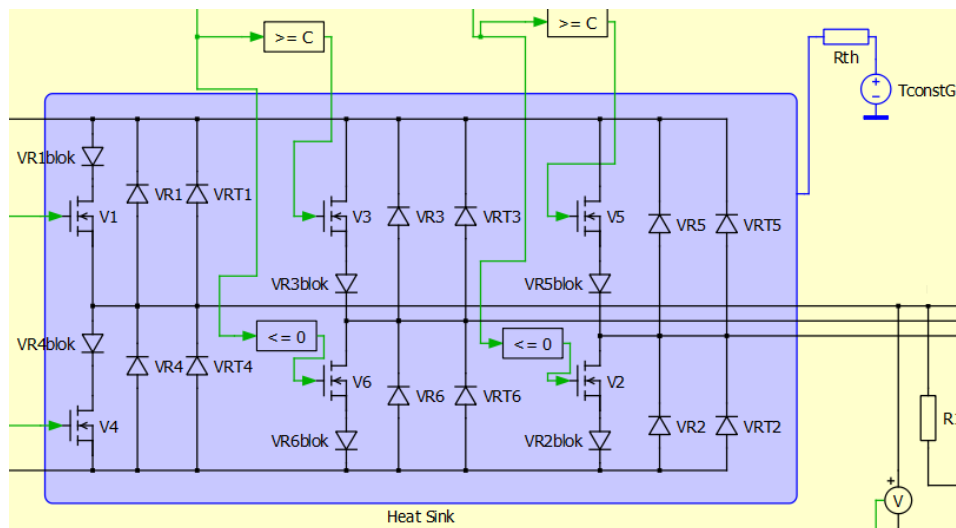 >= C
>= C
Rth
+
−
TconstG
VR1blok
V1
VR1
VRT1
V3
VR3
VRT3
V5
VR5
VRT5
VR3blok
VR5blok
VR4blok
<= 0
<= 0
VR4
VRT4
V6
VR6
VRT6
V2
VR2
VRT2
V4
VR6blok
VR2blok
+
V
Heat Sink